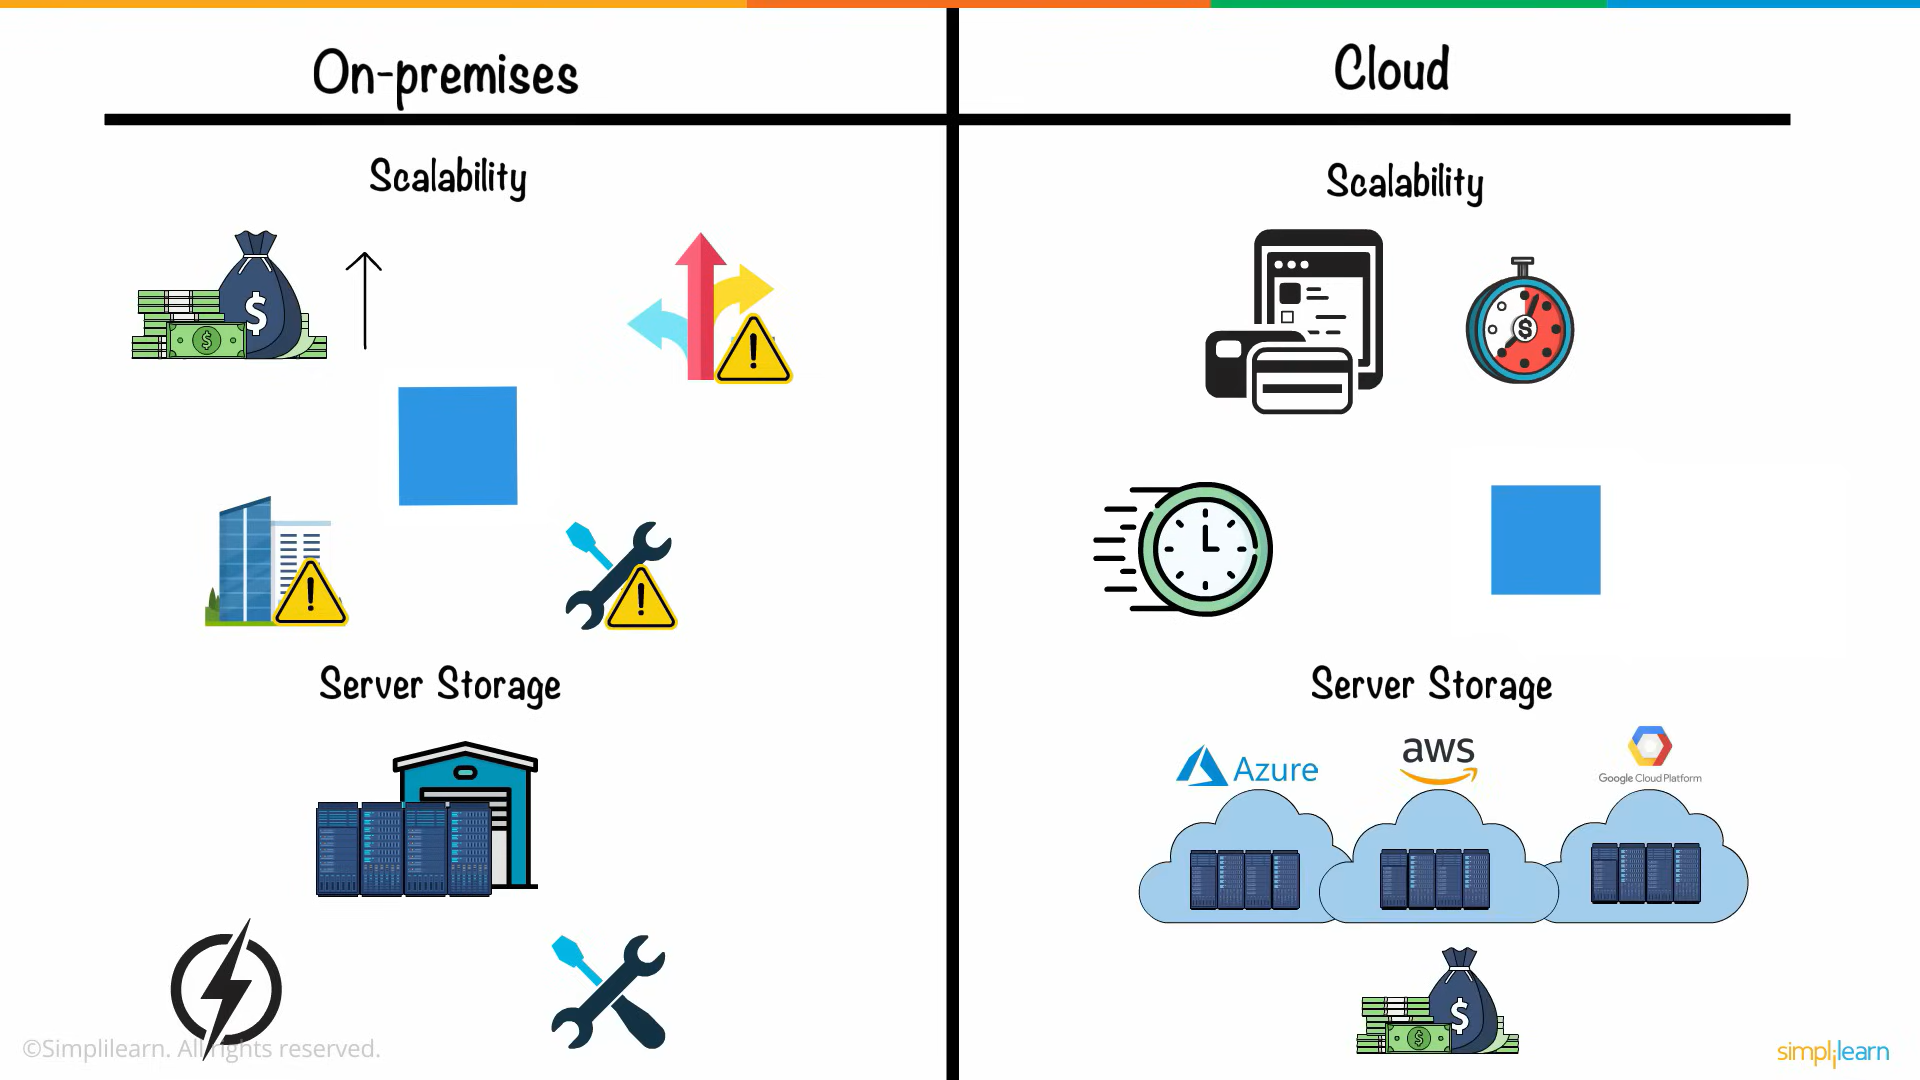 On-premises
Cloud
Scalability
Scalability
$
$
$
Server Storage
Server Storage
Azure
aws
Google Cloud Platform
$
$
©Simplilearn. All rights reserved.
simplilearn